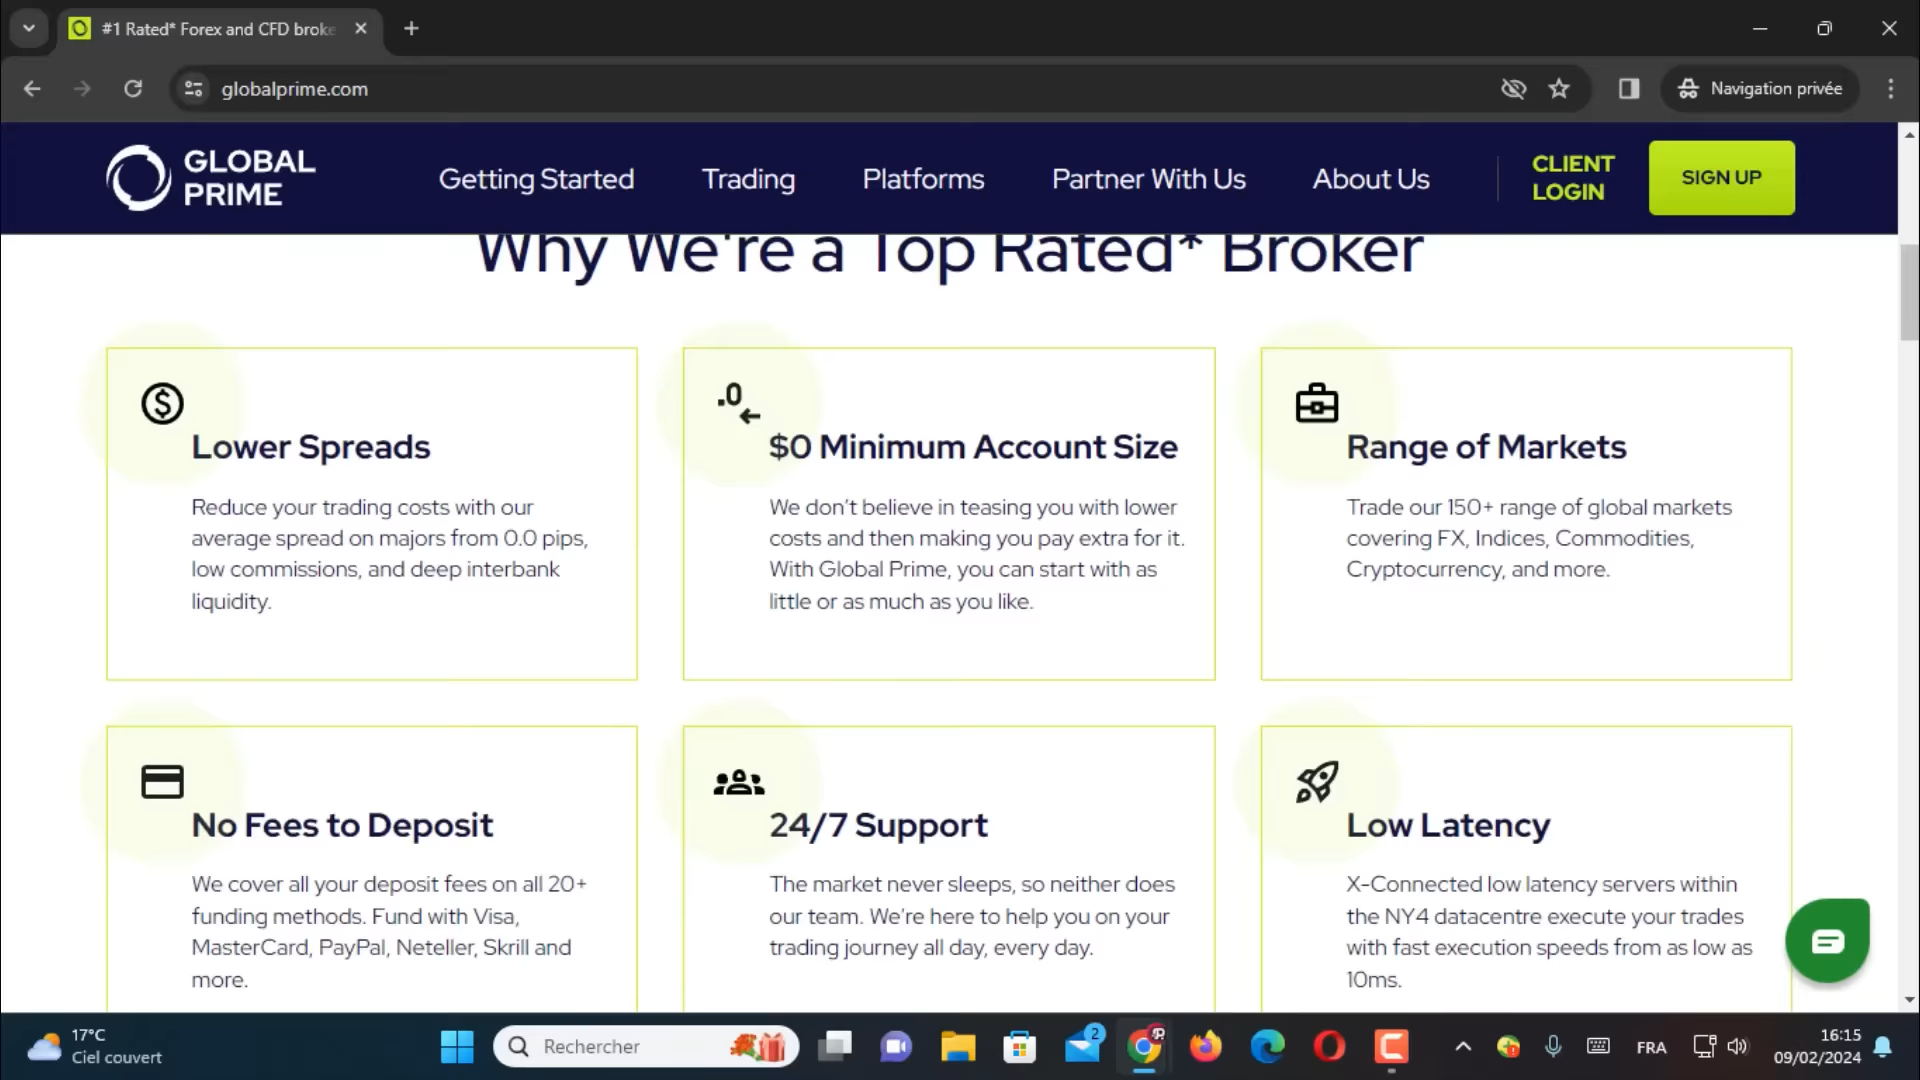 #1 Rated* Forex and CFD broke
globalprime.com
Navigation privée
GLOBAL
PRIME
Getting Started
Trading
Platforms
Partner With Us
About Us
CLIENT
LOGIN
SIGN UP
Why We're a Top Rated* Broker
Lower Spreads
Reduce your trading costs with our
average spread on majors from 0.0 pips,
low commissions, and deep interbank
liquidity.
.0
$0 Minimum Account Size
We don't believe in teasing you with lower
costs and then making you pay extra for it.
With Global Prime, you can start with as
little or as much as you like.
Range of Markets
Trade our 150+ range of global markets
covering FX, Indices, Commodities,
Cryptocurrency, and more.
No Fees to Deposit
We cover all your deposit fees on all 20+
funding methods. Fund with Visa,
MasterCard, PayPal, Neteller, Skrill and
more.
24/7 Support
The market never sleeps, so neither does
our team. We're here to help you on your
trading journey all day, every day.
Low Latency
X-Connected low latency servers within
the NY4 datacentre execute your trades
with fast execution speeds from as low as
10ms.
17°C
Ciel couvert
Rechercher
2
FRA
16:15
09/02/2024